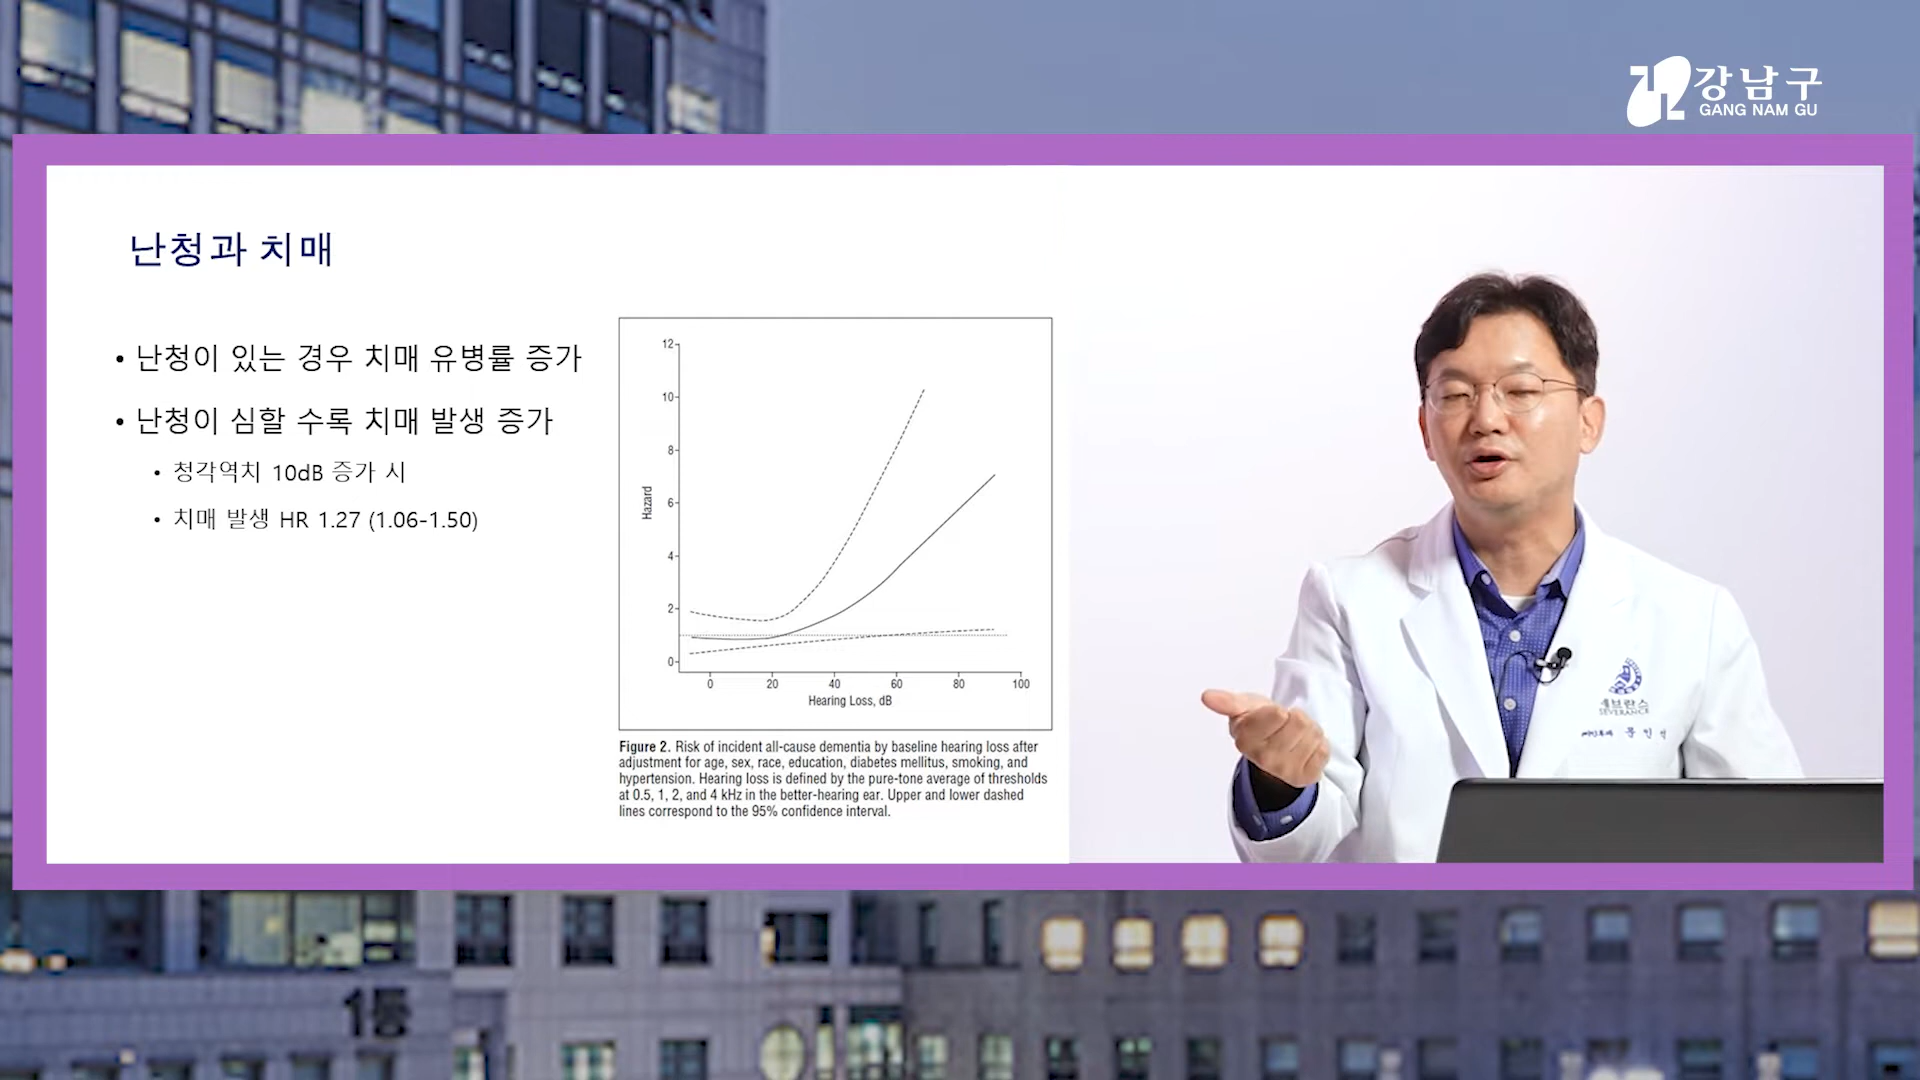 강남구
GANG NAM GU
난청과 치매
• 난청이 있는 경우 치매 유병률 증가
• 난청이 심할 수록 치매 발생 증가
• 청각역치 10dB 증가 시
• 치매 발생 HR 1.27 (1.06-1.50)
12
10
8
6
4
2
0
Hazard
0 20 40 60 80 100
Hearing Loss, dB
Figure 2. Risk of incident all-cause dementia by baseline hearing loss after
adjustment for age, sex, race, education, diabetes mellitus, smoking, and
hypertension. Hearing loss is defined by the pure-tone average of thresholds
at 0.5, 1, 2, and 4 kHz in the better-hearing ear. Upper and lower dashed
lines correspond to the 95% confidence interval.
세브란스
SEVERANCE
1동